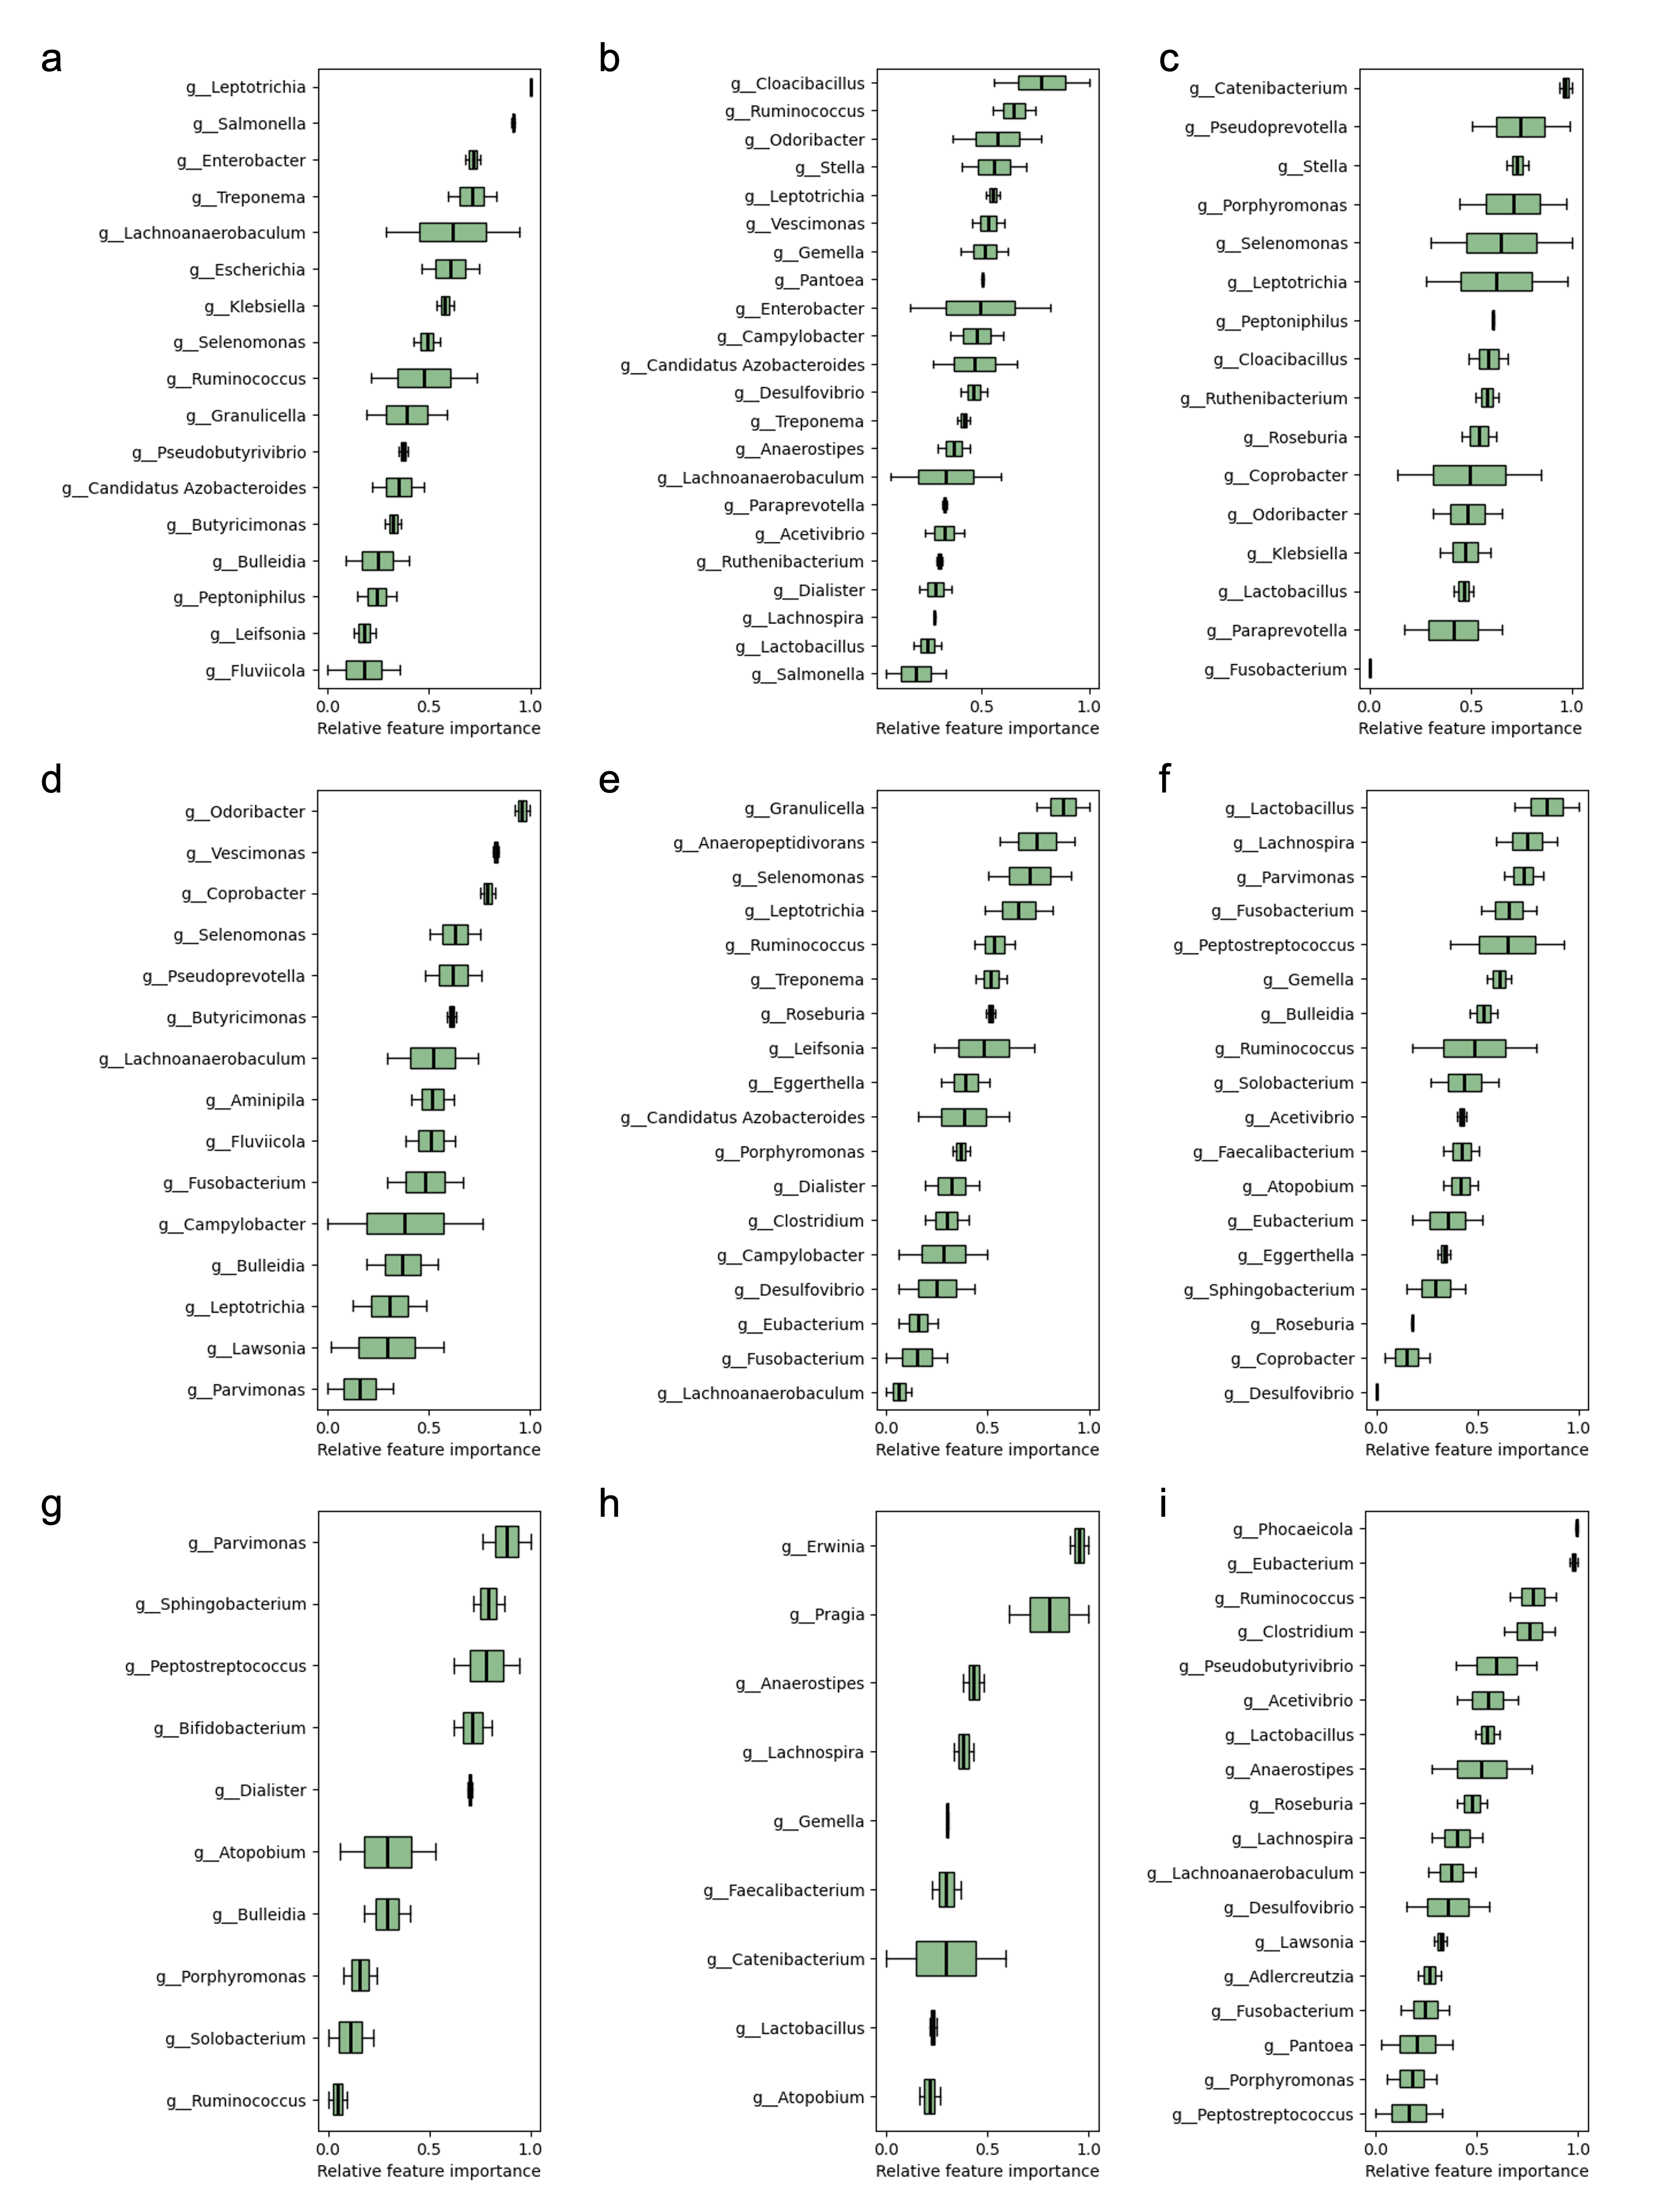 a
g__Leptotrichia
g__Salmonella
g__Enterobacter
g__Treponema
g__Lachnoanaerobaculum
g__Escherichia
g__Klebsiella
g__Selenomonas
g__Ruminococcus
g__Granulicella
g__Pseudobutyrivibrio
g__Candidatus Azobacteroides
g__Butyricimonas
g__Bulleidia
g__Peptoniphilus
g__Leifsonia
g__Fluviicola
0.0 0.5 1.0
Relative feature importance
b
g__Cloacibacillus
g__Ruminococcus
g__Odoribacter
g__Stella
g__Leptotrichia
g__Vescimonas
g__Gemella
g__Pantoea
g__Enterobacter
g__Campylobacter
g__Candidatus Azobacteroides
g__Desulfovibrio
g__Treponema
g__Anaerostipes
g__Lachnoanaerobaculum
g__Paraprevotella
g__Acetivibrio
g__Ruthenibacterium
g__Dialister
g__Lachnospira
g__Lactobacillus
g__Salmonella
0.5 1.0
Relative feature importance
c
g__Catenibacterium
g__Pseudoprevotella
g__Stella
g__Porphyromonas
g__Selenomonas
g__Leptotrichia
g__Peptoniphilus
g__Cloacibacillus
g__Ruthenibacterium
g__Roseburia
g__Coprobacter
g__Odoribacter
g__Klebsiella
g__Lactobacillus
g__Paraprevotella
g__Fusobacterium
0.0 0.5 1.0
Relative feature importance
d
g__Odoribacter
g__Vescimonas
g__Coprobacter
g__Selenomonas
g__Pseudoprevotella
g__Butyricimonas
g__Lachnoanaerobaculum
g__Aminipila
g__Fluviicola
g__Fusobacterium
g__Campylobacter
g__Bulleidia
g__Leptotrichia
g__Lawsonia
g__Parvimonas
0.0 0.5 1.0
Relative feature importance
e
g__Granulicella
g__Anaeropeptidivorans
g__Selenomonas
g__Leptotrichia
g__Ruminococcus
g__Treponema
g__Roseburia
g__Leifsonia
g__Eggerthella
g__Candidatus Azobacteroides
g__Porphyromonas
g__Dialister
g__Clostridium
g__Campylobacter
g__Desulfovibrio
g__Eubacterium
g__Fusobacterium
g__Lachnoanaerobaculum
0.0 0.5 1.0
Relative feature importance
f
g__Lactobacillus
g__Lachnospira
g__Parvimonas
g__Fusobacterium
g__Peptostreptococcus
g__Gemella
g__Bulleidia
g__Ruminococcus
g__Solobacterium
g__Acetivibrio
g__Faecalibacterium
g__Atopobium
g__Eubacterium
g__Eggerthella
g__Sphingobacterium
g__Roseburia
g__Coprobacter
g__Desulfovibrio
0.0 0.5 1.0
Relative feature importance
g
g__Parvimonas
g__Sphingobacterium
g__Peptostreptococcus
g__Bifidobacterium
g__Dialister
g__Atopobium
g__Bulleidia
g__Porphyromonas
g__Solobacterium
g__Ruminococcus
0.0 0.5 1.0
Relative feature importance
h
g__Erwinia
g__Pragia
g__Anaerostipes
g__Lachnospira
g__Gemella
g__Faecalibacterium
g__Catenibacterium
g__Lactobacillus
g__Atopobium
0.0 0.5 1.0
Relative feature importance
i
g__Phocaeicola
g__Eubacterium
g__Ruminococcus
g__Clostridium
g__Pseudobutyrivibrio
g__Acetivibrio
g__Lactobacillus
g__Anaerostipes
g__Roseburia
g__Lachnospira
g__Lachnoanaerobaculum
g__Desulfovibrio
g__Lawsonia
g__Adlercreutzia
g__Fusobacterium
g__Pantoea
g__Porphyromonas
g__Peptostreptococcus
0.0 0.5 1.0
Relative feature importance